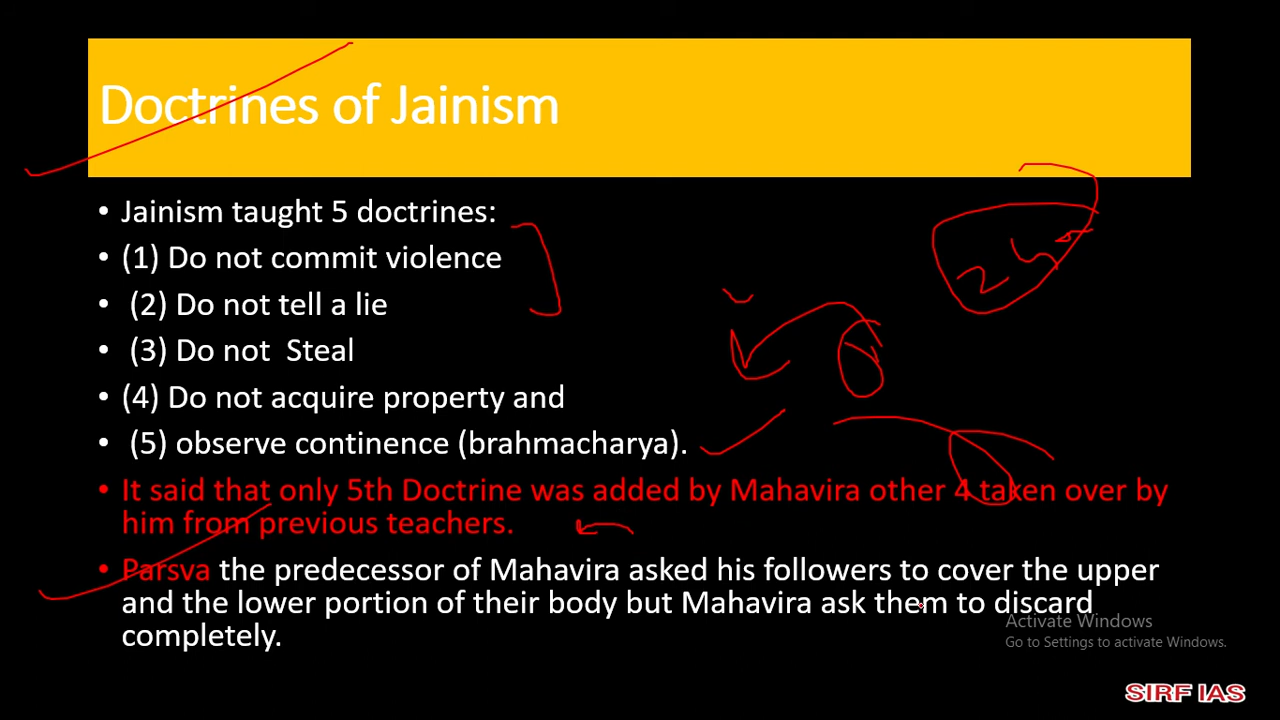 Doctrines of Jainism
• Jainism taught 5 doctrines:
• (1) Do not commit violence
• (2) Do not tell a lie
• (3) Do not Steal
• (4) Do not acquire property and
• (5) observe continence (brahmacharya).
• It said that only 5th Doctrine was added by Mahavira other 4 taken over by
him from previous teachers.
• Parsva the predecessor of Mahavira asked his followers to cover the upper
and the lower portion of their body but Mahavira ask them to discard
completely.
Activate Windows
Go to Settings to activate Windows.
SIRF IAS